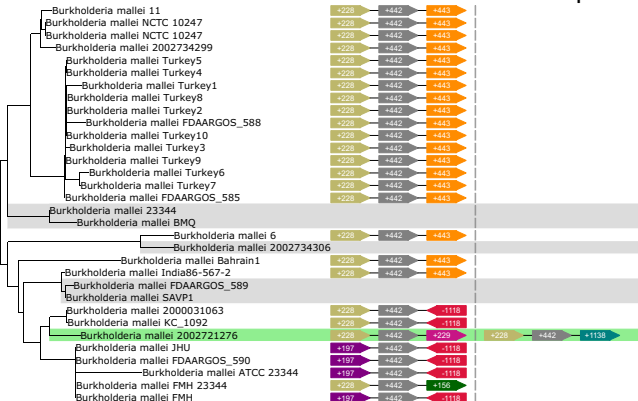 Burkholderia mallei 11 +228 +442 +443
Burkholderia mallei NCTC 10247 +228 +442 +443
Burkholderia mallei NCTC 10247 +228 +442 +443
Burkholderia mallei 2002734299 +228 +442 +443
Burkholderia mallei Turkey5 +228 +442 +443
Burkholderia mallei Turkey4 +228 +442 +443
Burkholderia mallei Turkey1 +228 +442 +443
Burkholderia mallei Turkey8 +228 +442 +443
Burkholderia mallei Turkey2 +228 +442 +443
Burkholderia mallei FDAARGOS_588 +228 +442 +443
Burkholderia mallei Turkey10 +228 +442 +443
Burkholderia mallei Turkey3 +228 +442 +443
Burkholderia mallei Turkey9 +228 +442 +443
Burkholderia mallei Turkey6 +228 +442 +443
Burkholderia mallei Turkey7 +228 +442 +443
Burkholderia mallei FDAARGOS_585 +228 +442 +443
Burkholderia mallei 23344
Burkholderia mallei BMQ
Burkholderia mallei 6 +228 +442 +443
Burkholderia mallei 2002734306
Burkholderia mallei Bahrain1 +228 +442 +443
Burkholderia mallei India86-567-2 +228 +442 +443
Burkholderia mallei FDAARGOS_589
Burkholderia mallei SAVP1
Burkholderia mallei 2000031063 +228 +442 -1118
Burkholderia mallei KC_1092 +228 +442 -1118
Burkholderia mallei 2002721276 +228 +442 +229 +228 +442 +1138
Burkholderia mallei JHU +197 +442 -1118
Burkholderia mallei FDAARGOS_590 +197 +442 -1118
Burkholderia mallei ATCC 23344 +197 +442 -1118
Burkholderia mallei FMH 23344 +228 +442 +156
Burkholderia mallei FMH +197 +442 -1118